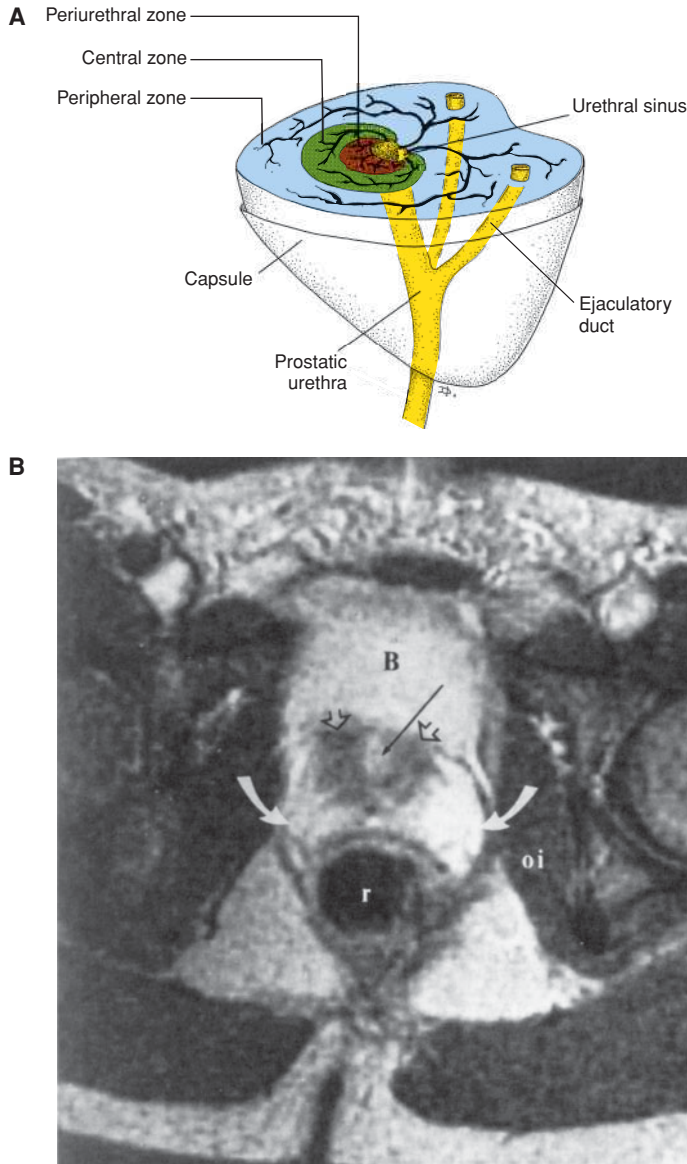 A
Periurethral zone
Central zone
Peripheral zone
Urethral sinus
Capsule
Ejaculatory
duct
Prostatic
urethra
B
B
oi
r